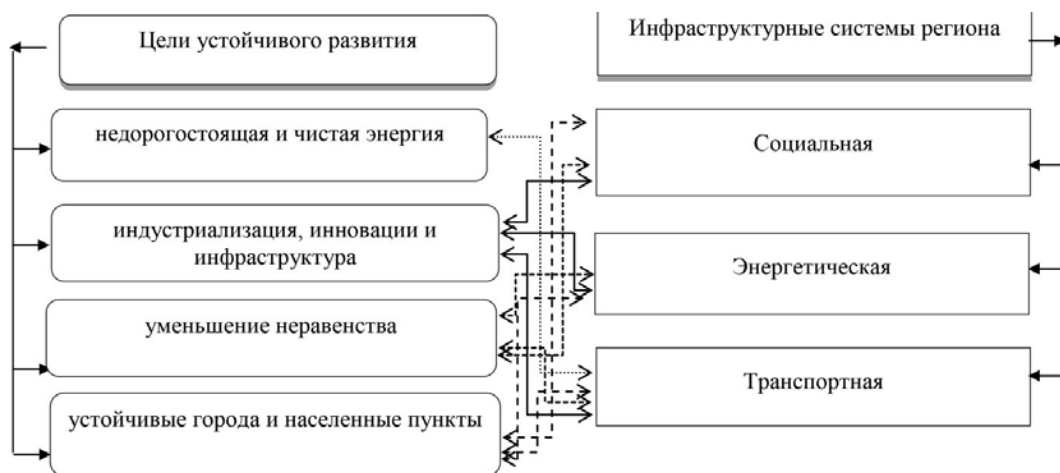 Цели устойчивого развития
недорогостоящая и чистая энергия
индустриализация, инновации и
инфраструктура
уменьшение неравенства
устойчивые города и населенные пункты
Инфраструктурные системы региона
Социальная
Энергетическая
Транспортная